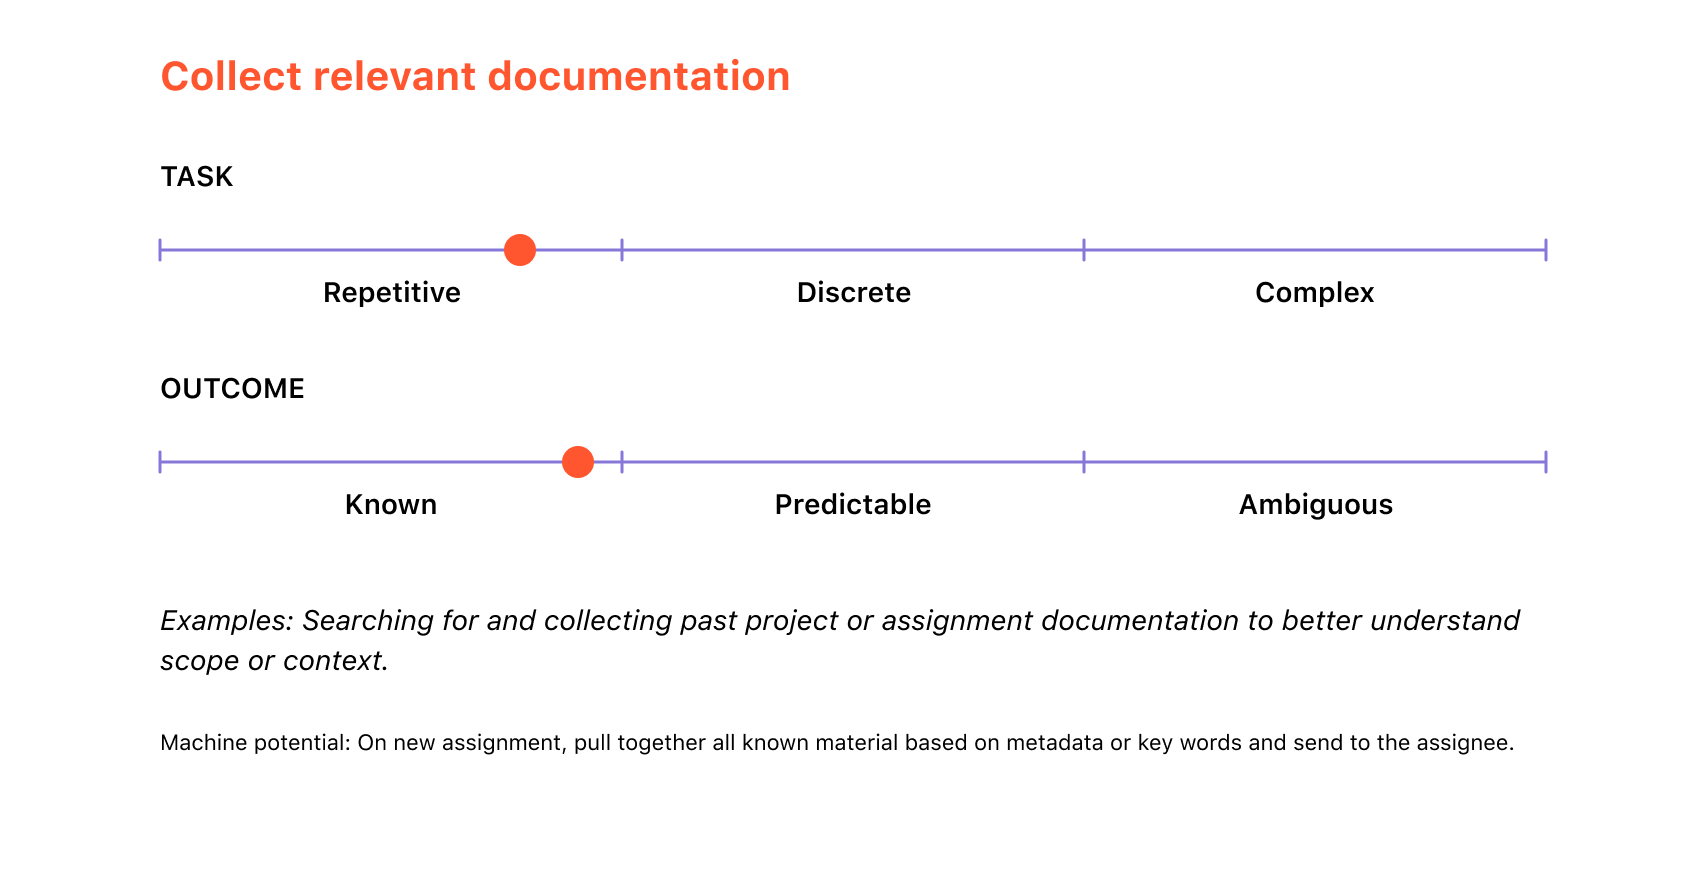 Collect relevant documentation
TASK
Repetitive Discrete Complex
OUTCOME
Known Predictable Ambiguous
Examples: Searching for and collecting past project or assignment documentation to better understand
scope or context.
Machine potential: On new assignment, pull together all known material based on metadata or key words and send to the assignee.